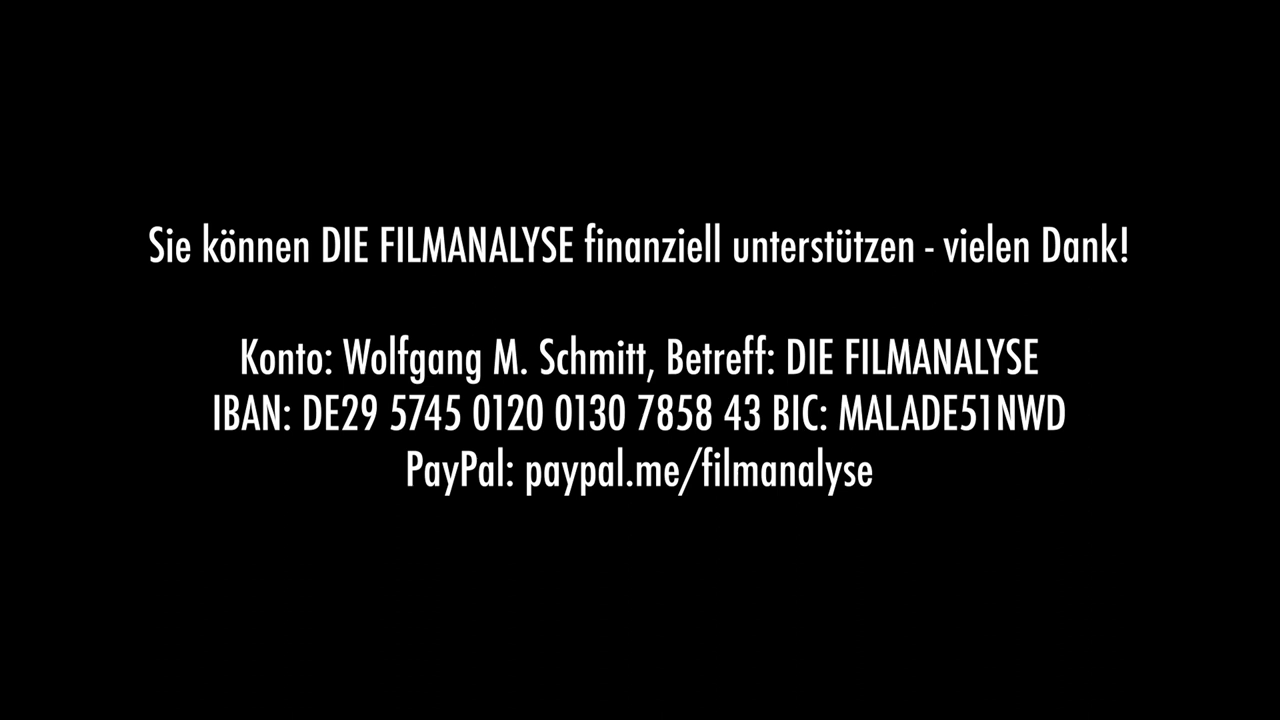 Sie können DIE FILMANALYSE finanziell unterstützen - vielen Dank!
Konto: Wolfgang M. Schmitt, Betreff: DIE FILMANALYSE
IBAN: DE29 5745 0120 0130 7858 43 BIC: MALADE51NWD
PayPal: paypal.me/filmanalyse